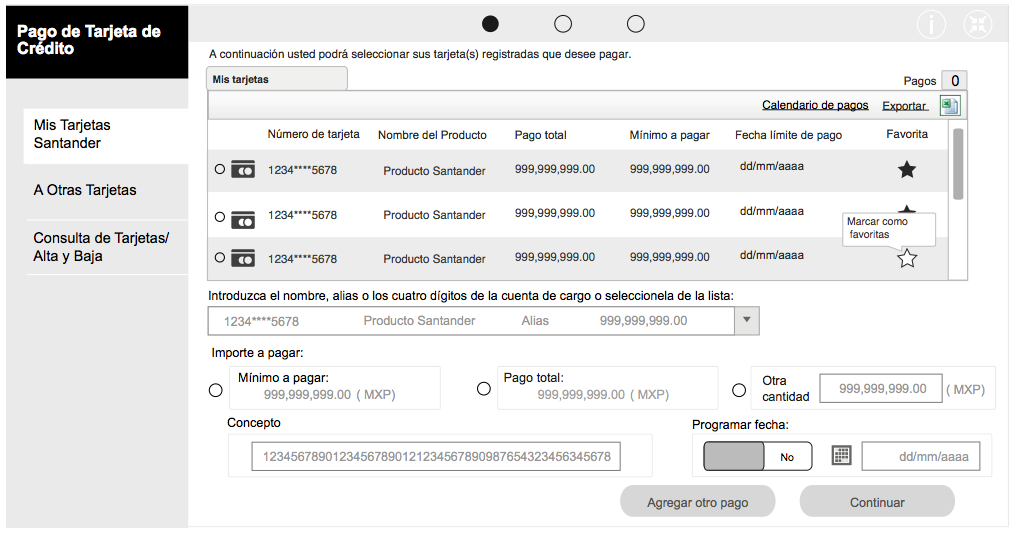 Pago de Tarjeta de
Crédito
A continuación usted podrá seleccionar sus tarjeta(s) registradas que desee pagar.
Mis Tarjetas
Santander
A Otras Tarjetas
Consulta de Tarjetas/
Alta y Baja
Mis tarjetas
Pagos 0
Calendario de pagos Exportar
Número de tarjeta Nombre del Producto Pago total Mínimo a pagar Fecha límite de pago Favorita
1234****5678 Producto Santander 999,999,999.00 999,999,999.00 dd/mm/aaaa
1234****5678 Producto Santander 999,999,999.00 999,999,999.00 dd/mm/aaaa
Marcar como
favoritas
1234****5678 Producto Santander 999,999,999.00 999,999,999.00 dd/mm/aaaa
Introduzca el nombre, alias o los cuatro dígitos de la cuenta de cargo o seleccionela de la lista:
1234****5678 Producto Santander Alias 999,999,999.00
Importe a pagar:
Mínimo a pagar:
999,999,999.00 ( MXP)
Pago total:
999,999,999.00 ( MXP)
Otra
cantidad
999,999,999.00 ( MXP)
Concepto
12345678901234567890121234567890987654323456345678
Programar fecha:
No
dd/mm/aaaa
Agregar otro pago
Continuar